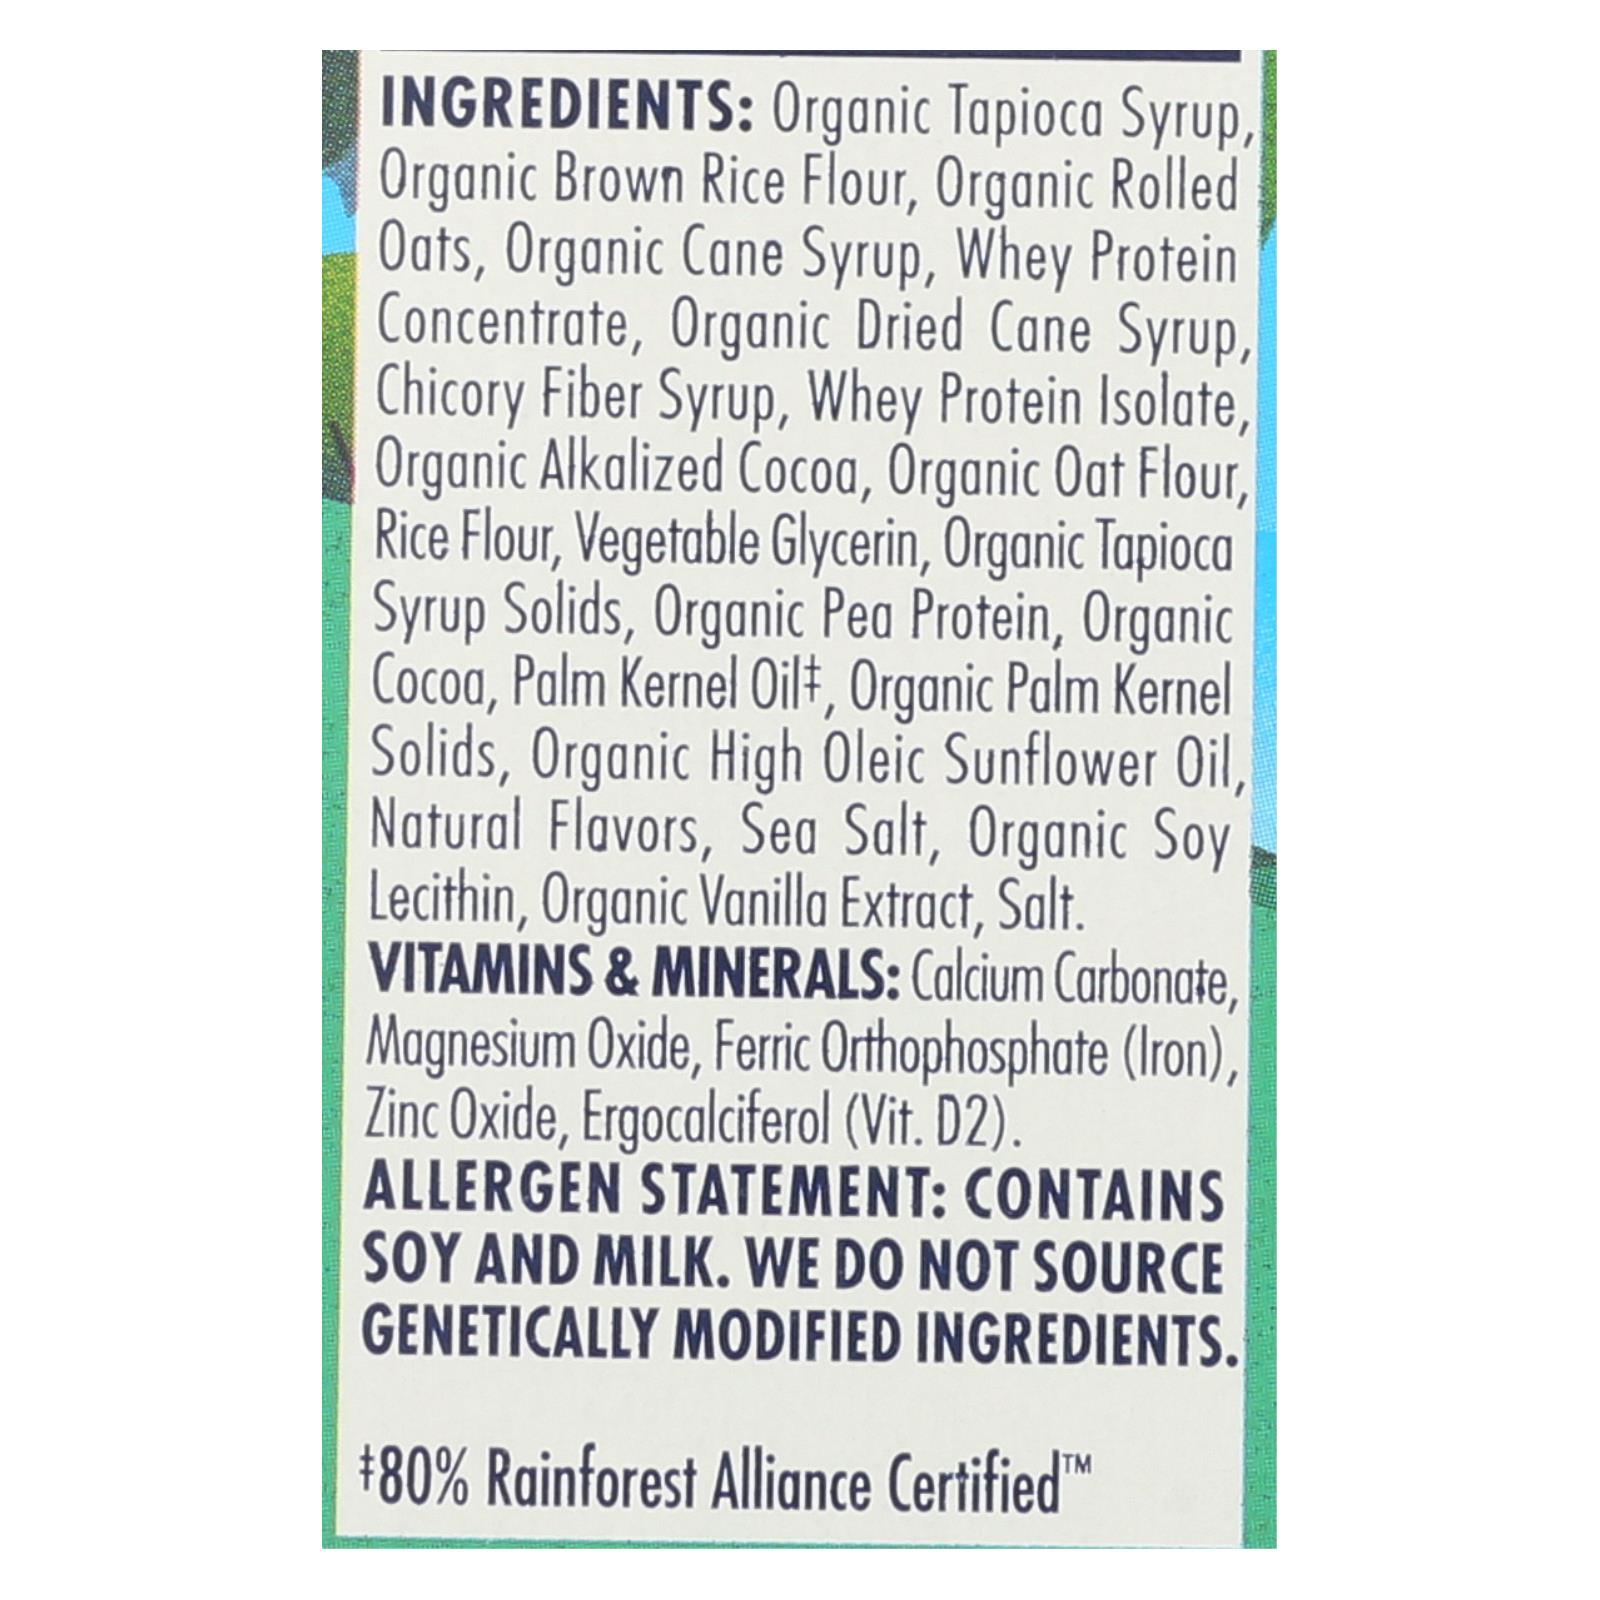 INGREDIENTS: Organic Tapioca Syrup,
Organic Brown Rice Flour, Organic Rolled
Oats, Organic Cane Syrup, Whey Protein
Concentrate, Organic Dried Cane Syrup,
Chicory Fiber Syrup, Whey Protein Isolate,
Organic Alkalized Cocoa, Organic Oat Flour,
Rice Flour, Vegetable Glycerin, Organic Tapioca
Syrup Solids, Organic Pea Protein, Organic
Cocoa, Palm Kernel Oil‡, Organic Palm Kernel
Solids, Organic High Oleic Sunflower Oil,
Natural Flavors, Sea Salt, Organic Soy
Lecithin, Organic Vanilla Extract, Salt.
VITAMINS & MINERALS: Calcium Carbonate,
Magnesium Oxide, Ferric Orthophosphate (Iron),
Zinc Oxide, Ergocalciferol (Vit. D2).
ALLERGEN STATEMENT: CONTAINS
SOY AND MILK. WE DO NOT SOURCE
GENETICALLY MODIFIED INGREDIENTS.
‡80% Rainforest Alliance Certified™